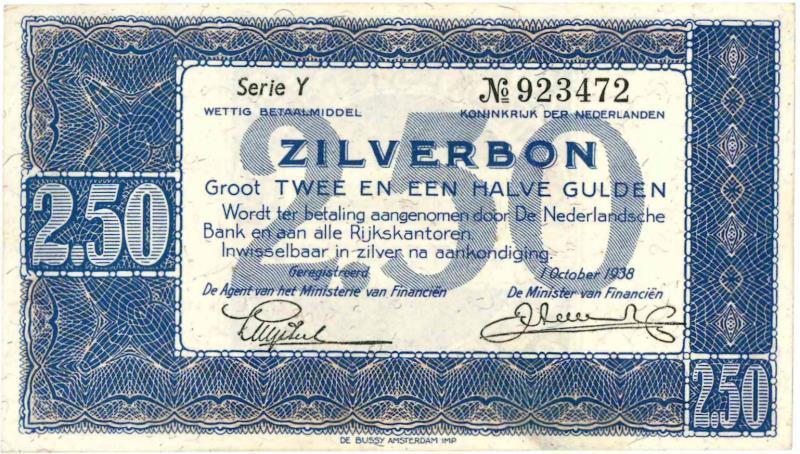 Serie Y № 923472
WETTIG BETAALMIDDEL KONINKRIJK DER NEDERLANDEN
2.50
ZILVERBON
Groot TWEE EN EEN HALVE GULDEN
Wordt ter betaling aangenomen door De Nederlandsche
Bank en aan alle Rijkskantoren.
Inwisselbaar in zilver na aankondiging.
2.50
Geregistreerd 1 October 1938
De Agent van het Ministerie van Financiën De Minister van Financiën
2.50
DE BUSSY AMSTERDAM IMP.